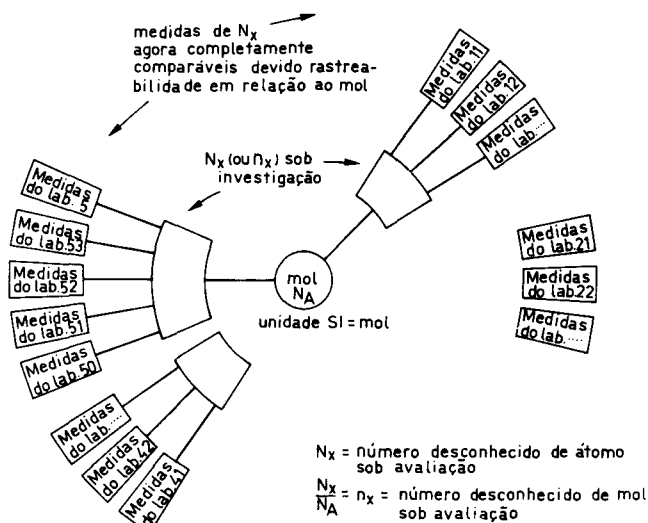 medidas de Nx
agora completamente
comparáveis devido rastrea-
bilidade em relação ao mol
Nx (ou nx) sob
investigação
Medidas
do lab. 11
Medidas
do lab. 12
Medidas
do lab. .....
Medidas
do lab. 5
Medidas
do lab. 53
Medidas
do lab. 52
Medidas
do lab. 51
Medidas
do lab. 50
mol
NA
unidade SI = mol
Medidas
do lab. 21
Medidas
do lab. 22
Medidas
do lab. .....
Medidas
do lab. .....
Medidas
do lab. 42
Medidas
do lab. 41
Nx = número desconhecido de átomo
sob avaliação
Nx/NA = nx = número desconhecido de mol
sob avaliação